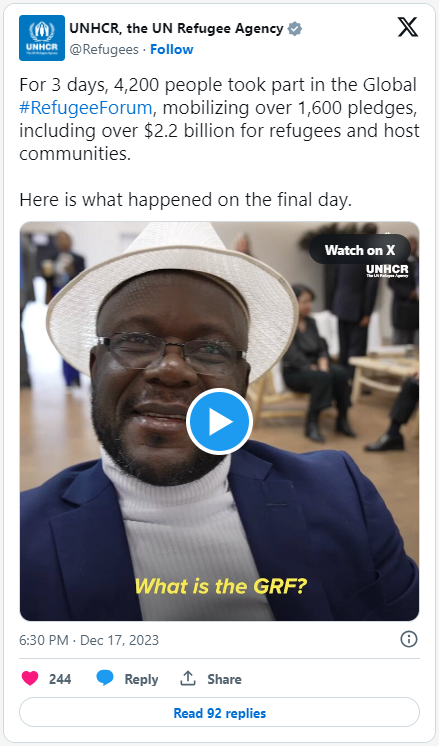 UNHCR, the UN Refugee Agency
@Refugees · Follow
UNHCR
For 3 days, 4,200 people took part in the Global
#RefugeeForum, mobilizing over 1,600 pledges,
including over $2.2 billion for refugees and host
communities.
Here is what happened on the final day.
Watch on X
UNHCR
The UN Refugee Agency
What is the GRF?
6:30 PM · Dec 17, 2023
244 Reply Share
Read 92 replies